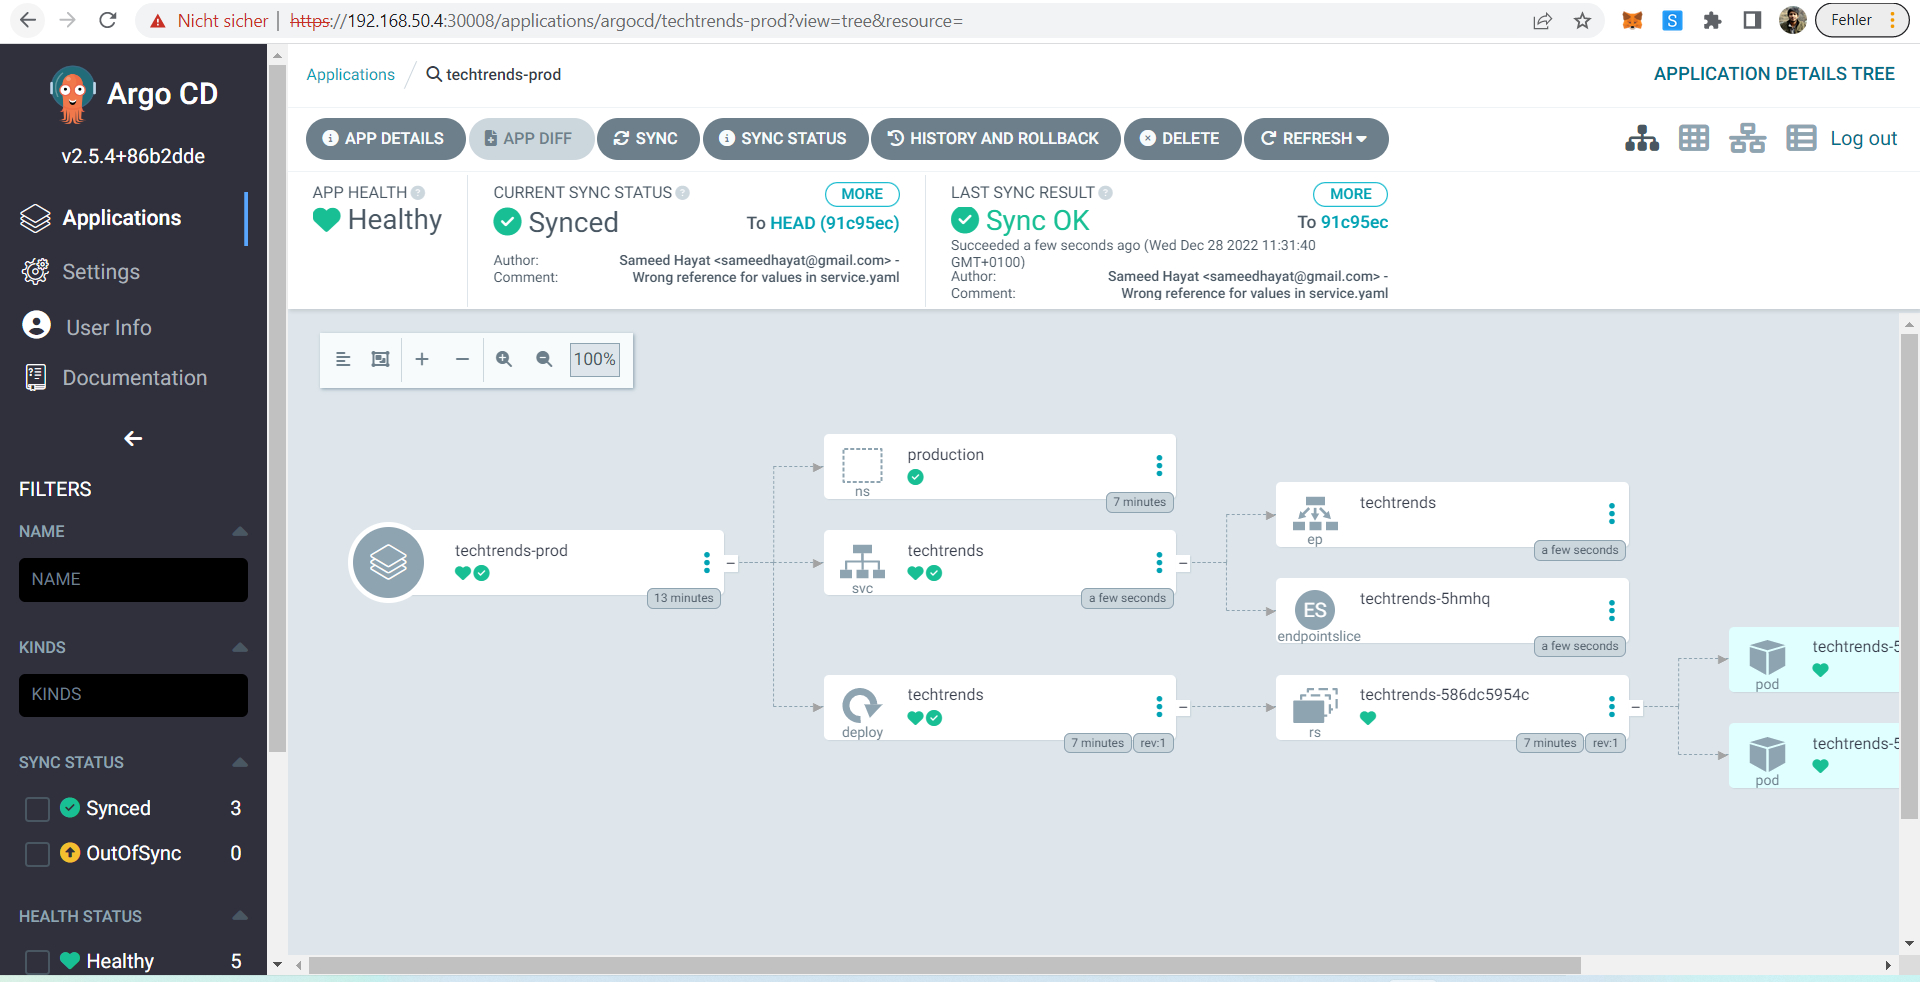 Nicht sicher | https://192.168.50.4:30008/applications/argocd/techtrends-prod?view=tree&resource=
S
Fehler
Argo CD
v2.5.4+86b2dde
Applications
Settings
User Info
Documentation
FILTERS
NAME
NAME
KINDS
KINDS
SYNC STATUS
Synced 3
OutOfSync 0
HEALTH STATUS
Healthy 5
Applications / techtrends-prod
APPLICATION DETAILS TREE
APP DETAILS APP DIFF SYNC SYNC STATUS HISTORY AND ROLLBACK DELETE REFRESH
Log out
APP HEALTH
Healthy
CURRENT SYNC STATUS MORE
Synced To HEAD (91c95ec)
Author: Sameed Hayat <sameedhayat@gmail.com> -
Comment: Wrong reference for values in service.yaml
LAST SYNC RESULT MORE
Sync OK To 91c95ec
Succeeded a few seconds ago (Wed Dec 28 2022 11:31:40
GMT+0100)
Author: Sameed Hayat <sameedhayat@gmail.com> -
Comment: Wrong reference for values in service.yaml
100%
techtrends-prod
13 minutes
production
ns
7 minutes
techtrends
svc
a few seconds
techtrends
deploy
7 minutes rev:1
techtrends
ep
a few seconds
ES
techtrends-5hmhq
endpointslice
a few seconds
techtrends-586dc5954c
rs
7 minutes rev:1
techtrends-5
pod
techtrends-5
pod